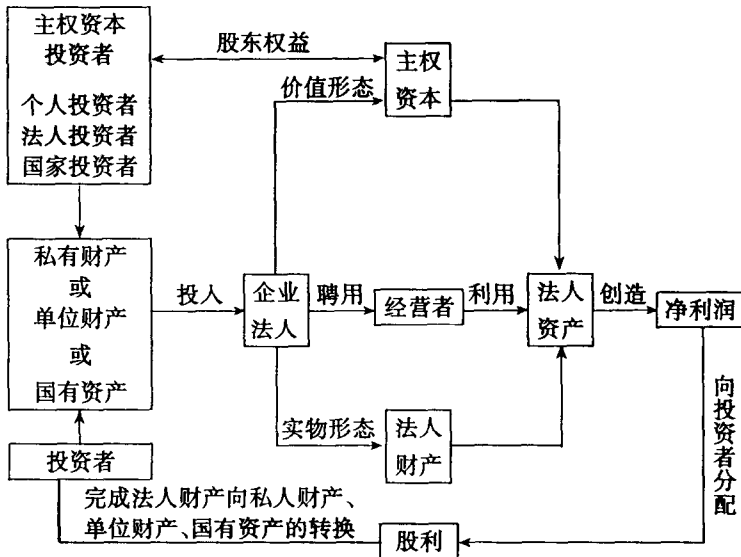 主权资本
投资者
个人投资者
法人投资者
国家投资者
股东权益
价值形态
主权
资本
私有财产
或
单位财产
或
国有资产
投入
企业
法人
聘用
经营者
利用
法人
资产
创造
净利润
实物形态
法人
财产
向投资者分配
投资者
完成法人财产向私人财产、
单位财产、国有资产的转换
股利